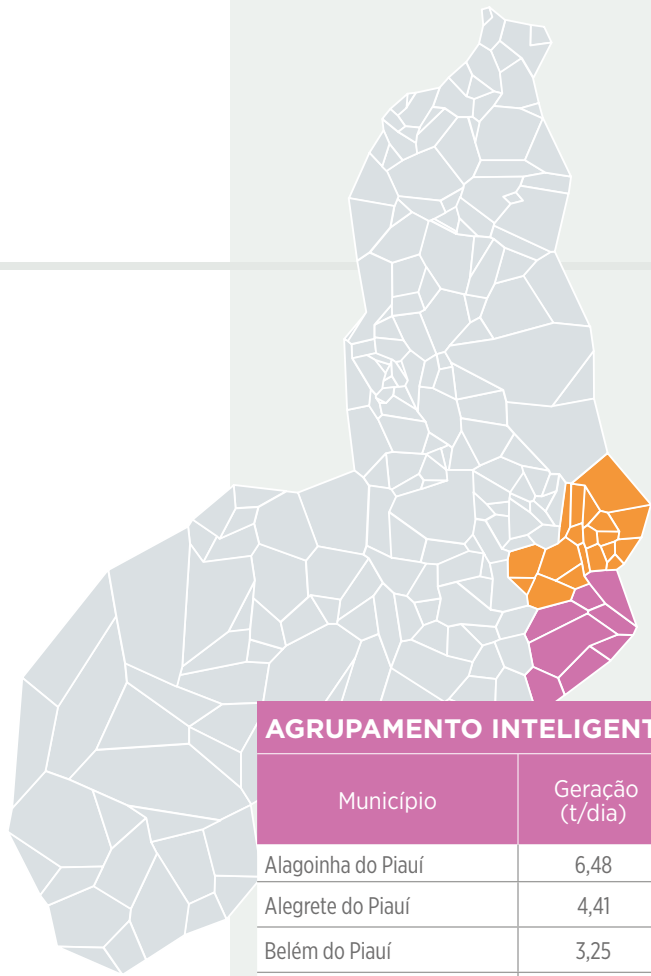 AGRUPAMENTO INTELIGENT
Município
Geração
(t/dia)
Alagoinha do Piauí 6,48
Alegrete do Piauí 4,41
Belém do Piauí 3,25